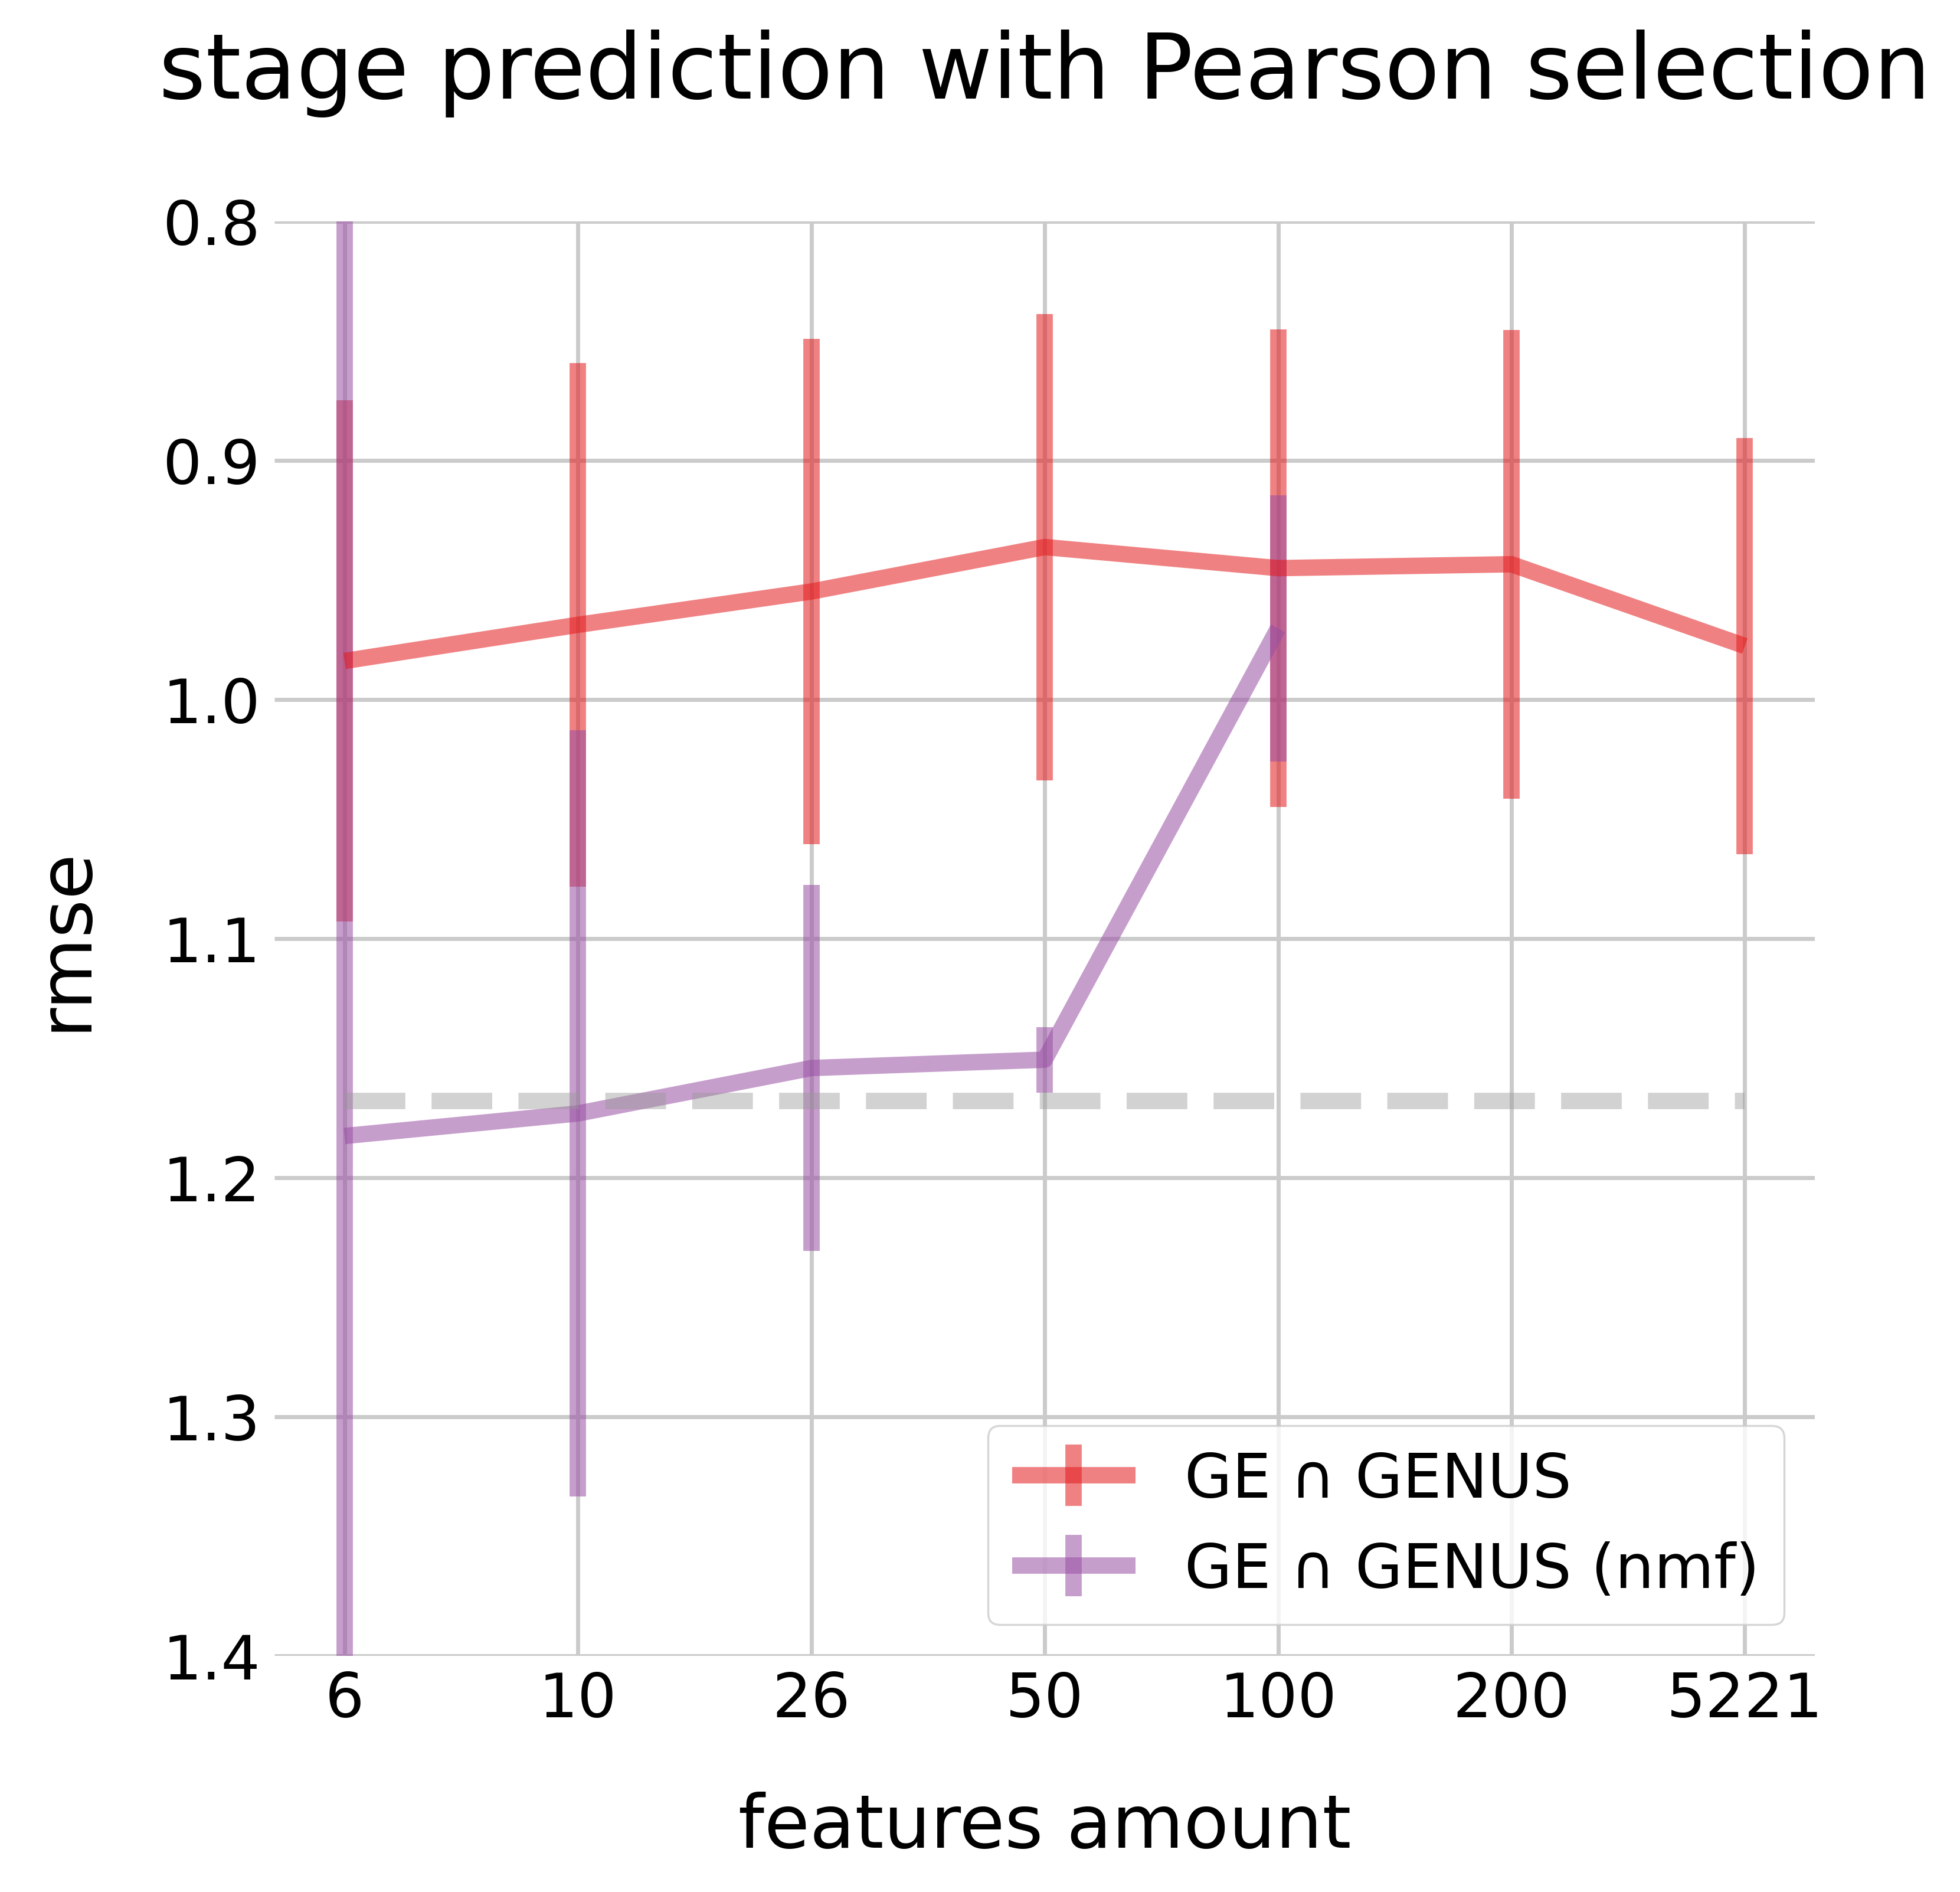 stage prediction with Pearson selection
0.8
0.9
1.0
1.1
1.2
1.3
1.4
rmse
GE ∩ GENUS
GE ∩ GENUS (nmf)
6 10 26 50 100 200 5221
features amount